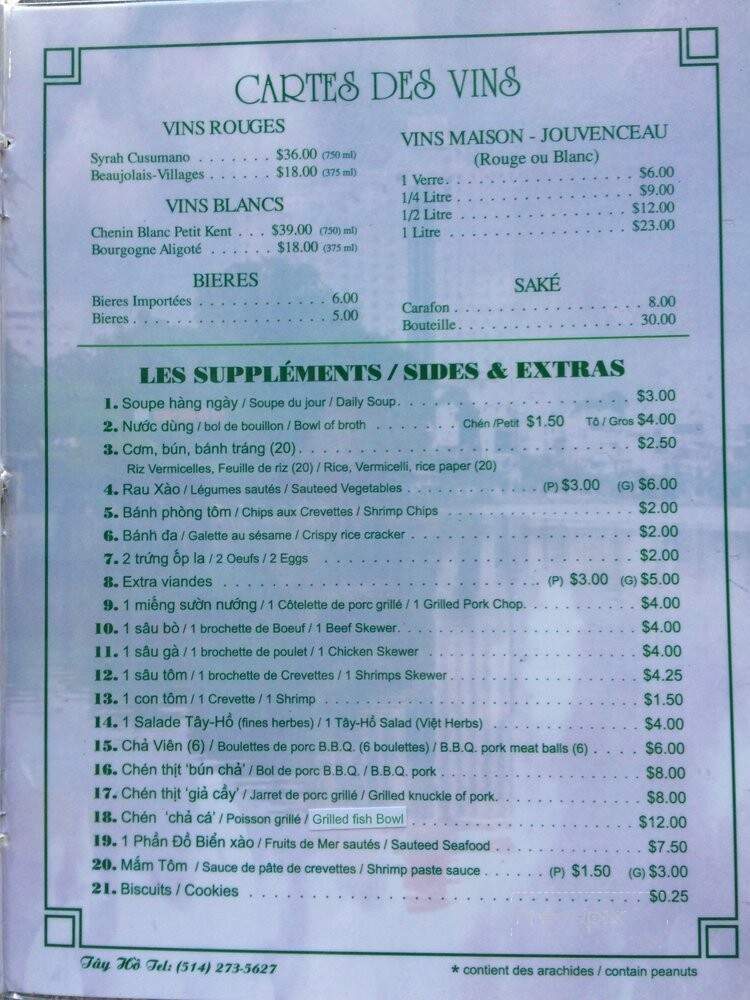 CARTES DES VINS
VINS ROUGES
Syrah Cusumano . . . . . . . $36.00 (750 ml)
Beaujolais-Villages . . . . . . . $18.00 (375 ml)
VINS BLANCS
Chenin Blanc Petit Kent . . . $39.00 (750) ml)
Bourgogne Aligoté . . . . . . . $18.00 (375 ml)
BIERES
Bieres Importées . . . . . . . . . . . . 6.00
Bieres . . . . . . . . . . . . . . . . . . 5.00
VINS MAISON - JOUVENCEAU
(Rouge ou Blanc)
1 Verre. . . . . . . . . . . . . . . . . . $6.00
1/4 Litre . . . . . . . . . . . . . . . . . $9.00
1/2 Litre . . . . . . . . . . . . . . . . . $12.00
1 Litre . . . . . . . . . . . . . . . . . $23.00
SAKÉ
Carafon . . . . . . . . . . . . . . . . . . 8.00
Bouteille. . . . . . . . . . . . . . . . . 30.00
LES SUPPLÉMENTS / SIDES & EXTRAS
1. Soupe hàng ngày / Soupe du jour / Daily Soup. . . . . . . . . . . . $3.00
2. Nước dùng / bol de bouillon / Bowl of broth . . . . . . . Chén /Petit $1.50 Tô / Gros $4.00
3. Cơm, bún, bánh tráng (20). . . . . . . . . . . . . . . . $2.50
Riz Vermicelles, Feuille de riz (20) / Rice, Vermicelli, rice paper (20)
4. Rau Xào / Légumes sautés / Sauteed Vegetables . . . . . . . . . . (P) $3.00 (G) $6.00
5. Bánh phòng tôm / Chips aux Crevettes / Shrimp Chips . . . . . . . . . . $2.00
6. Bánh đa / Galette au sésame / Crispy rice cracker . . . . . . . . . . $2.00
7. 2 trứng ốp la / 2 Oeufs / 2 Eggs . . . . . . . . . . $2.00
8. Extra viandes . . . . . . . . . . (P) $3.00 (G) $5.00
9. 1 miếng sườn nướng / 1 Côtelette de porc grillé / 1 Grilled Pork Chop. . . . . . . . . . $4.00
10. 1 sâu bò / 1 brochette de Boeuf / 1 Beef Skewer. . . . . . . . . . $4.00
11. 1 sâu gà / 1 brochette de poulet / 1 Chicken Skewer . . . . . . . . . . $4.00
12. 1 sâu tôm / 1 brochette de Crevettes / 1 Shrimps Skewer . . . . . . . . . . $4.25
13. 1 con tôm / 1 Crevette / 1 Shrimp . . . . . . . . . . $1.50
14. 1 Salade Tây-Hồ (fines herbes) / 1 Tây-Hồ Salad (Việt Herbs) . . . . . . . . . . $4.00
15. Chả Viên (6) / Boulettes de porc B.B.Q. (6 boulettes) / B.B.Q. pork meat balls (6) . . . . $6.00
16. Chén thịt 'bún chả' / Bol de porc B.B.Q. / B.B.Q. pork . . . . . . . . . . $8.00
17. Chén thịt 'giả cầy' / Jarret de porc grillé / Grilled knuckle of pork. . . . . . . . . . $8.00
18. Chén 'chả cá' / Poisson grillé / Grilled fish Bowl . . . . . . . . . . $12.00
19. 1 Phần Đồ Biển xào / Fruits de Mer sautés / Sauteed Seafood . . . . . . . . . . $7.50
20. Mắm Tôm / Sauce de pâte de crevettes / Shrimp paste sauce . . . . . . (P) $1.50 (G) $3.00
21. Biscuits / Cookies . . . . . . . . . . $0.25
Tây Hồ Tel: (514) 273-5627
* contient des arachides / contain peanuts